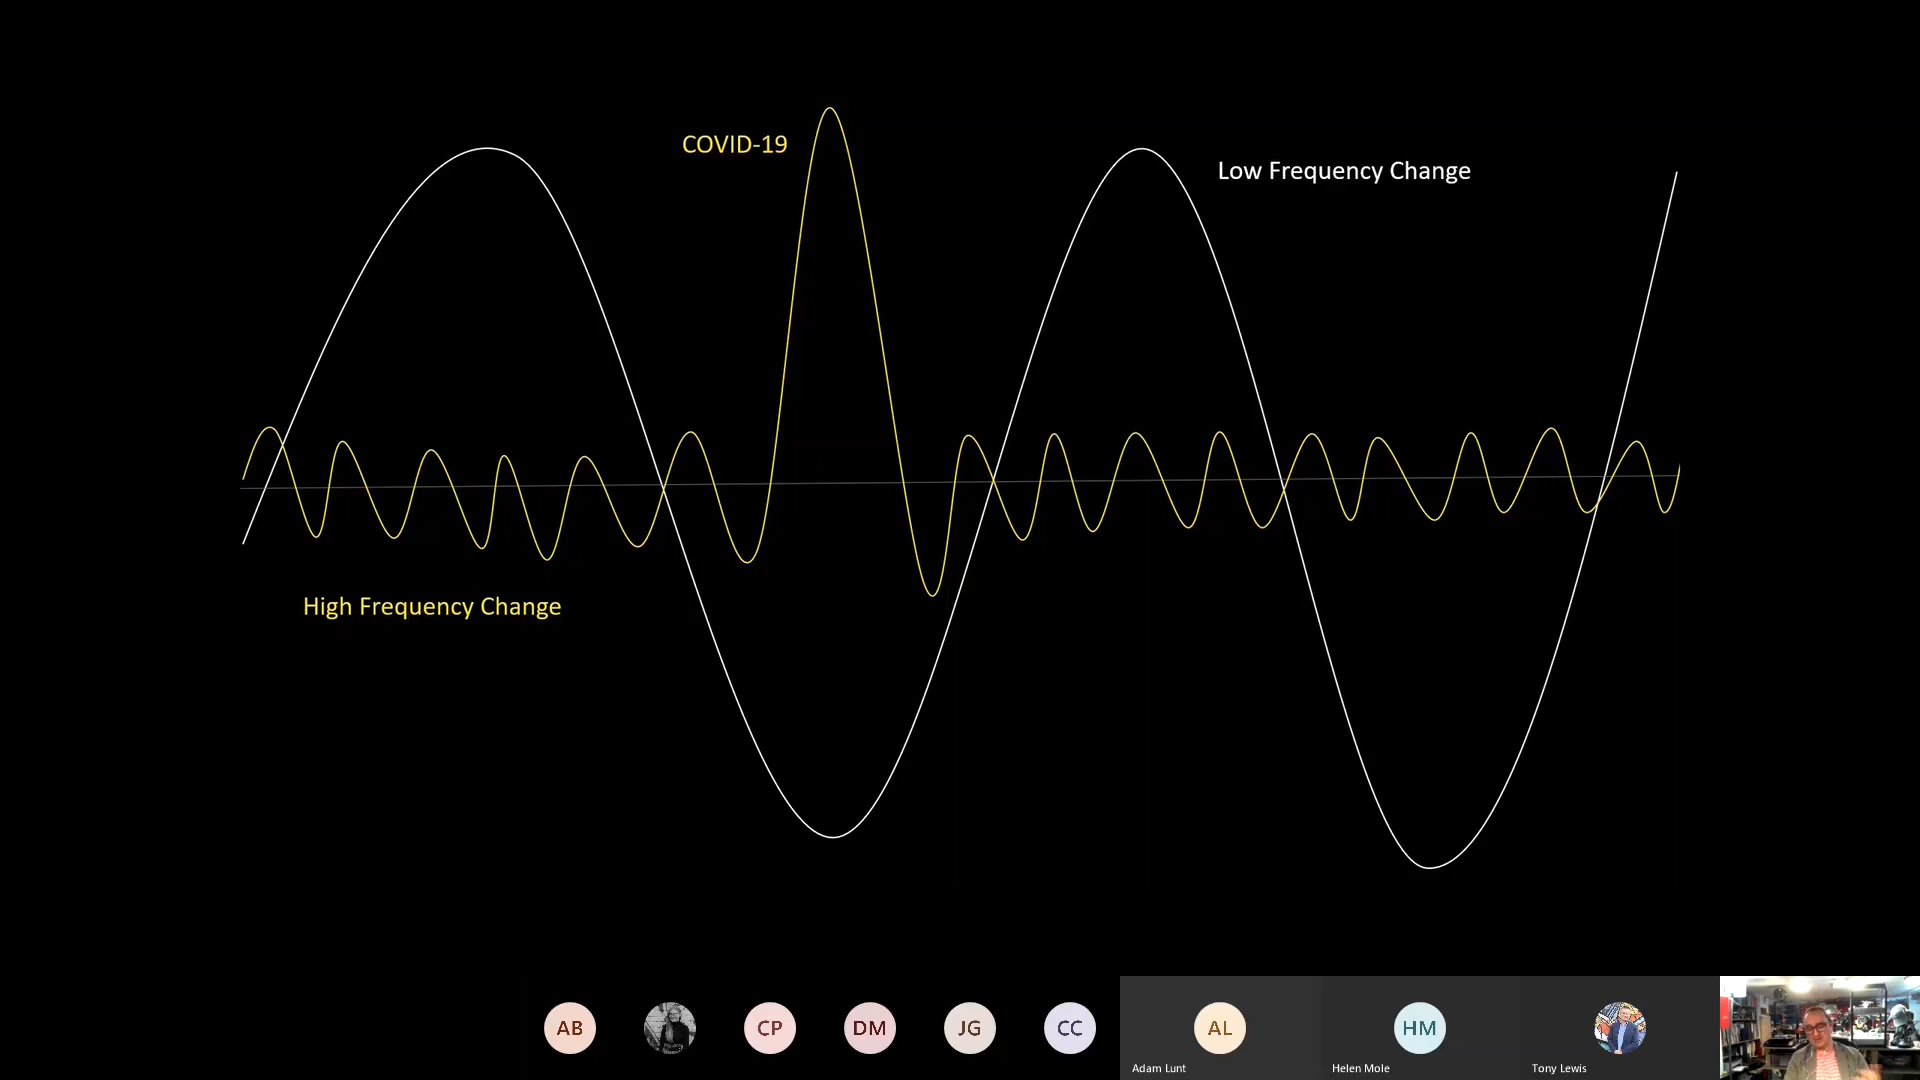 COVID-19
Low Frequency Change
High Frequency Change
AB
CP
DM
JG
CC
AL
HM
Adam Lunt
Helen Mole
Tony Lewis